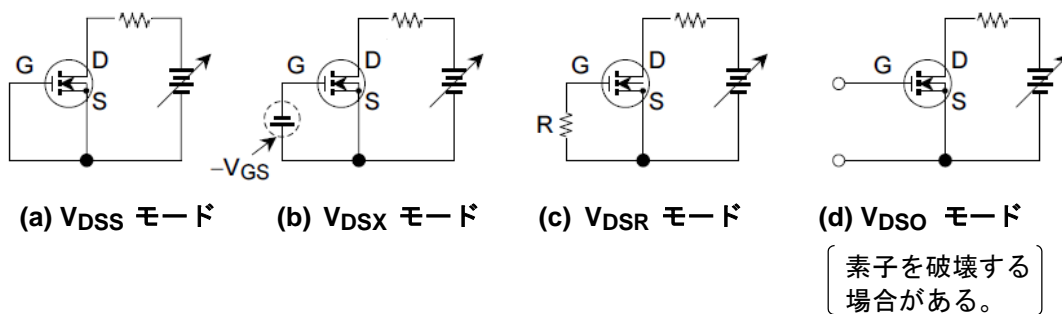 G D S
G D S
−VGS
G D S
R
G D S
(a) VDSS モード
(b) VDSX モード
(c) VDSR モード
(d) VDSO モード
素子を破壊する
場合がある。